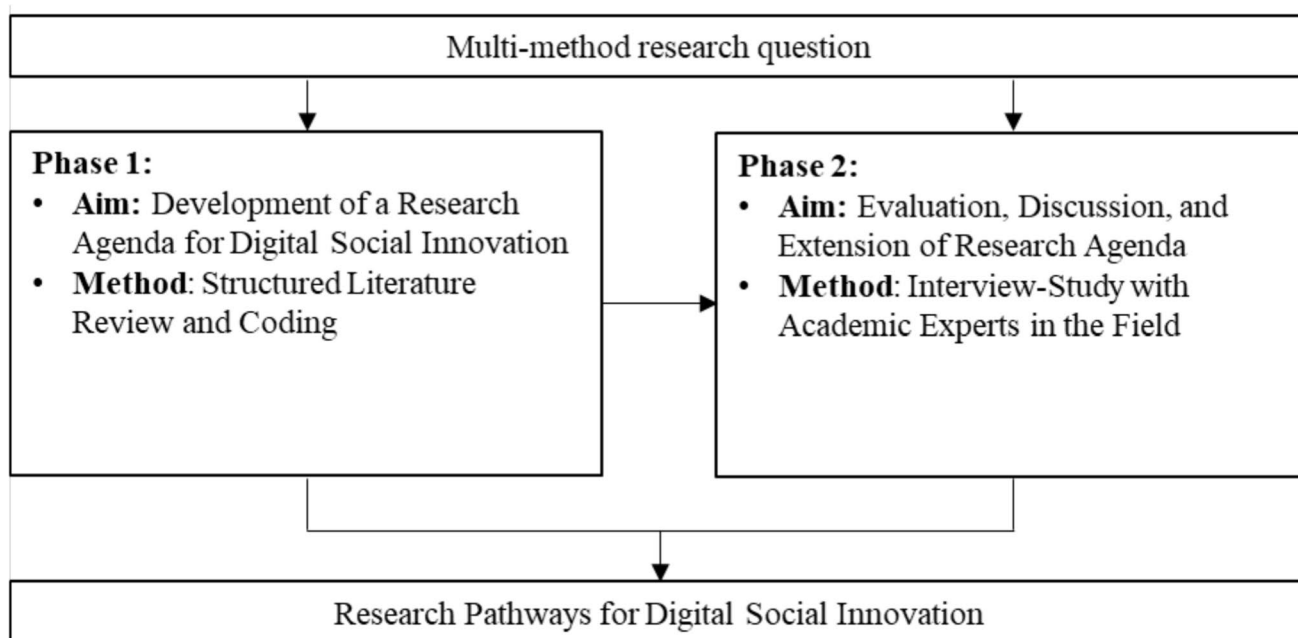 Multi-method research question
Phase 1:
• Aim: Development of a Research
Agenda for Digital Social Innovation
• Method: Structured Literature
Review and Coding
Phase 2:
• Aim: Evaluation, Discussion, and
Extension of Research Agenda
• Method: Interview-Study with
Academic Experts in the Field
Research Pathways for Digital Social Innovation